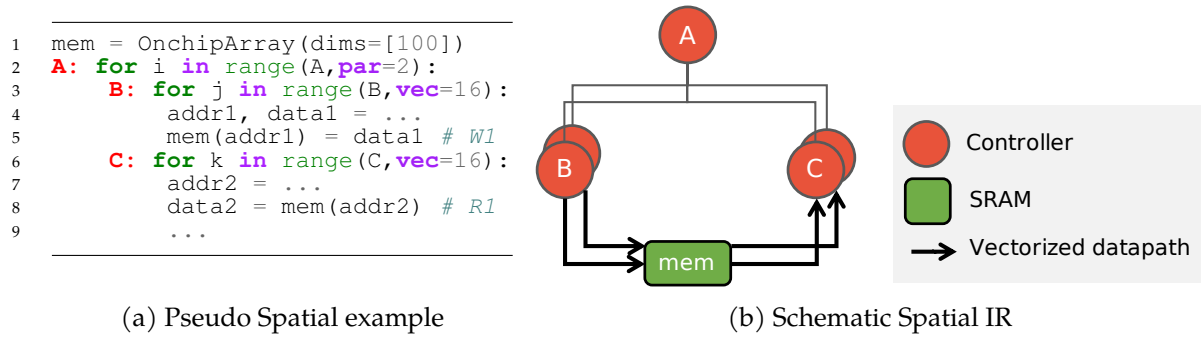 1 mem = OnchipArray(dims=[100])
2 A: for i in range(A,par=2):
3 B: for j in range(B,vec=16):
4 addr1, data1 = ...
5 mem(addr1) = data1 # W1
6 C: for k in range(C,vec=16):
7 addr2 = ...
8 data2 = mem(addr2) # R1
9 ...
(a) Pseudo Spatial example
A
B
C
mem
Controller
SRAM
Vectorized datapath
(b) Schematic Spatial IR